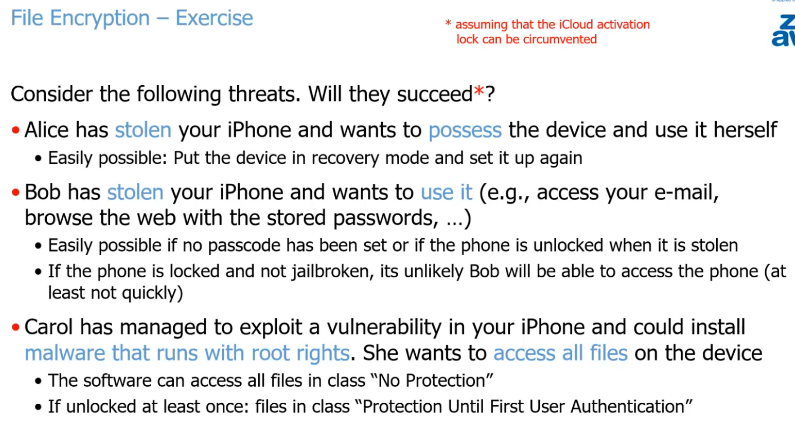 File Encryption – Exercise
* assuming that the iCloud activation
lock can be circumvented
Consider the following threats. Will they succeed*?
• Alice has stolen your iPhone and wants to possess the device and use it herself
• Easily possible: Put the device in recovery mode and set it up again
• Bob has stolen your iPhone and wants to use it (e.g., access your e-mail,
browse the web with the stored passwords, …)
• Easily possible if no passcode has been set or if the phone is unlocked when it is stolen
• If the phone is locked and not jailbroken, its unlikely Bob will be able to access the phone (at
least not quickly)
• Carol has managed to exploit a vulnerability in your iPhone and could install
malware that runs with root rights. She wants to access all files on the device
• The software can access all files in class “No Protection”
• If unlocked at least once: files in class “Protection Until First User Authentication”